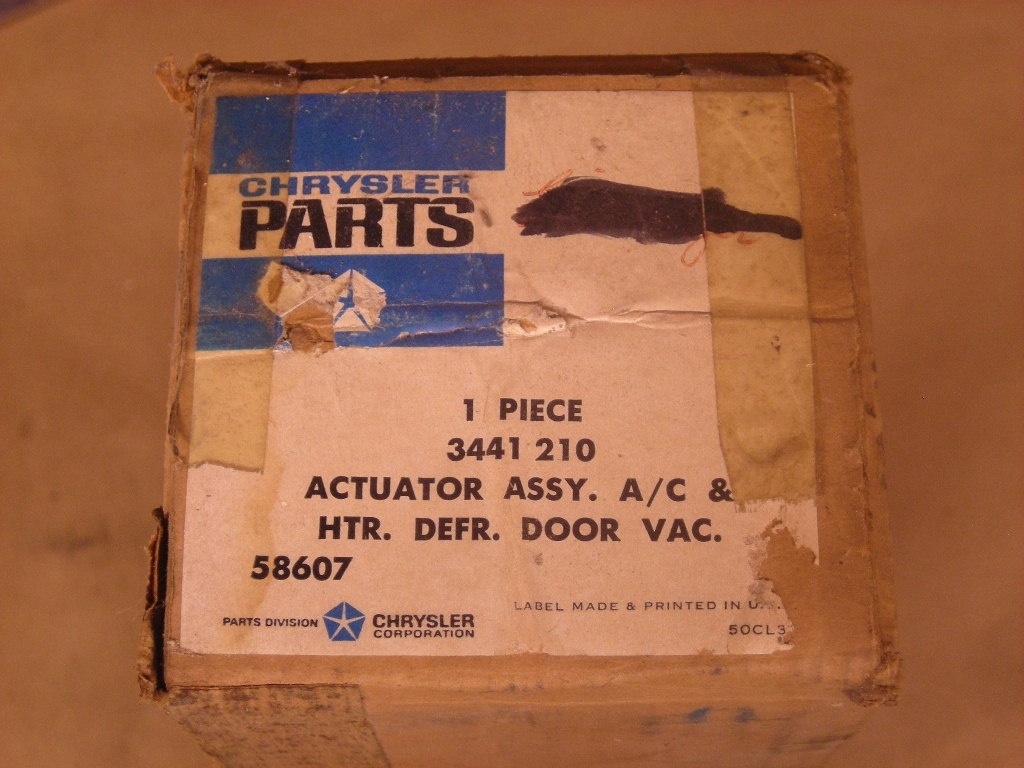 CHRYSLER
PARTS
1 PIECE
3441 210
ACTUATOR ASSY. A/C &
HTR. DEFR. DOOR VAC.
58607
PARTS DIVISION CHRYSLER
CORPORATION
LABEL MADE & PRINTED IN
50CL3